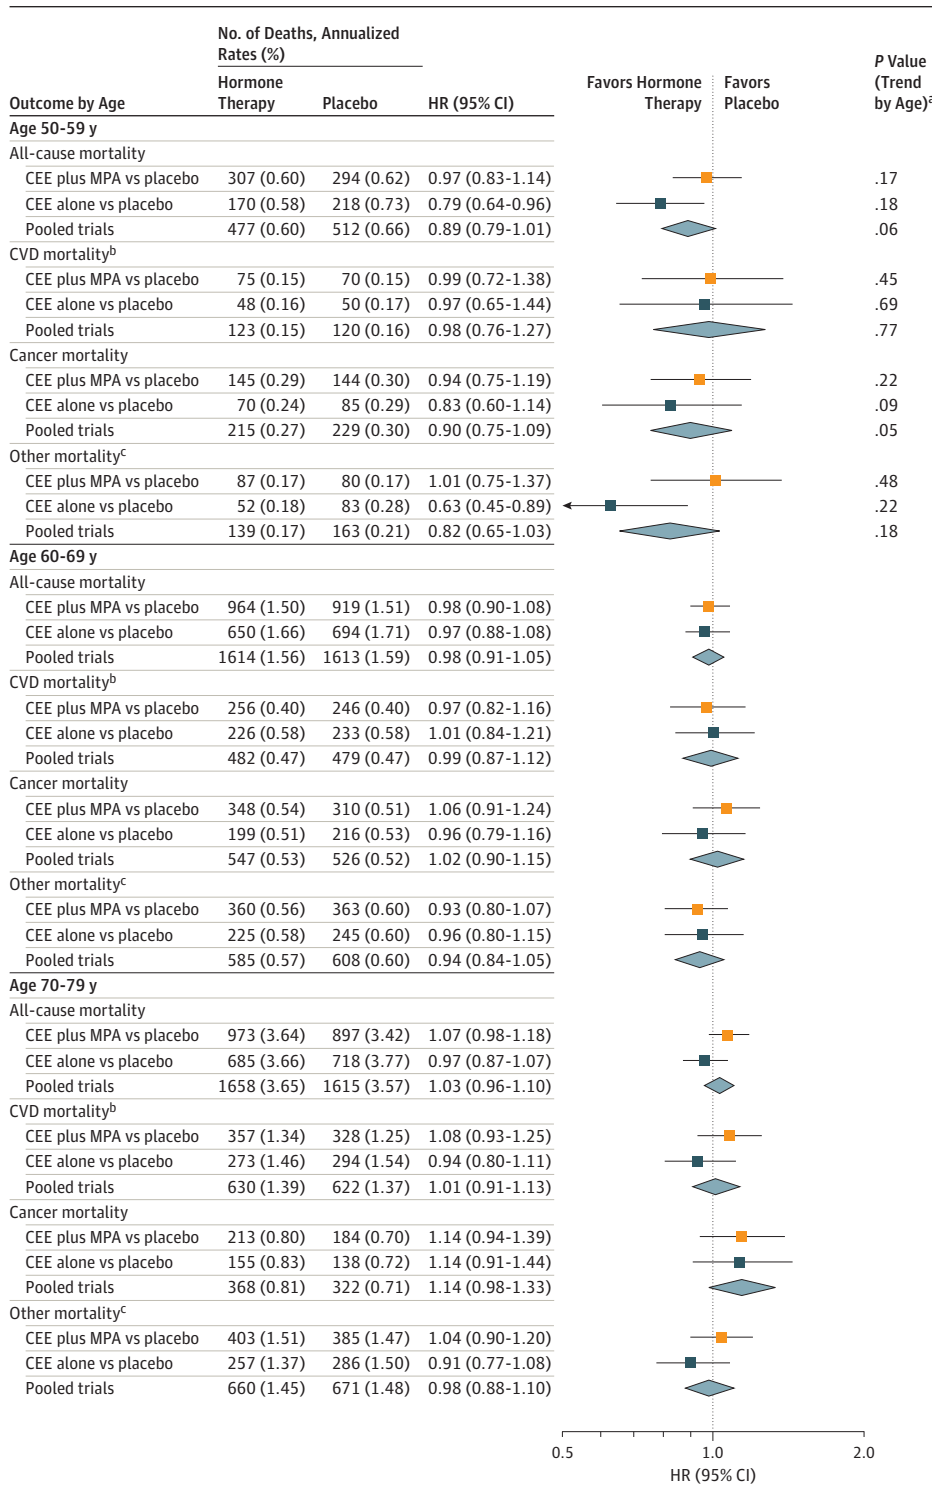 No. of Deaths, Annualized
Rates (%)
Outcome by Age Hormone Therapy Placebo HR (95% CI) Favors Hormone Therapy Favors Placebo P Value (Trend by Age)a
Age 50-59 y
All-cause mortality
CEE plus MPA vs placebo 307 (0.60) 294 (0.62) 0.97 (0.83-1.14) .17
CEE alone vs placebo 170 (0.58) 218 (0.73) 0.79 (0.64-0.96) .18
Pooled trials 477 (0.60) 512 (0.66) 0.89 (0.79-1.01) .06
CVD mortalityb
CEE plus MPA vs placebo 75 (0.15) 70 (0.15) 0.99 (0.72-1.38) .45
CEE alone vs placebo 48 (0.16) 50 (0.17) 0.97 (0.65-1.44) .69
Pooled trials 123 (0.15) 120 (0.16) 0.98 (0.76-1.27) .77
Cancer mortality
CEE plus MPA vs placebo 145 (0.29) 144 (0.30) 0.94 (0.75-1.19) .22
CEE alone vs placebo 70 (0.24) 85 (0.29) 0.83 (0.60-1.14) .09
Pooled trials 215 (0.27) 229 (0.30) 0.90 (0.75-1.09) .05
Other mortalityc
CEE plus MPA vs placebo 87 (0.17) 80 (0.17) 1.01 (0.75-1.37) .48
CEE alone vs placebo 52 (0.18) 83 (0.28) 0.63 (0.45-0.89) .22
Pooled trials 139 (0.17) 163 (0.21) 0.82 (0.65-1.03) .18
Age 60-69 y
All-cause mortality
CEE plus MPA vs placebo 964 (1.50) 919 (1.51) 0.98 (0.90-1.08)
CEE alone vs placebo 650 (1.66) 694 (1.71) 0.97 (0.88-1.08)
Pooled trials 1614 (1.56) 1613 (1.59) 0.98 (0.91-1.05)
CVD mortalityb
CEE plus MPA vs placebo 256 (0.40) 246 (0.40) 0.97 (0.82-1.16)
CEE alone vs placebo 226 (0.58) 233 (0.58) 1.01 (0.84-1.21)
Pooled trials 482 (0.47) 479 (0.47) 0.99 (0.87-1.12)
Cancer mortality
CEE plus MPA vs placebo 348 (0.54) 310 (0.51) 1.06 (0.91-1.24)
CEE alone vs placebo 199 (0.51) 216 (0.53) 0.96 (0.79-1.16)
Pooled trials 547 (0.53) 526 (0.52) 1.02 (0.90-1.15)
Other mortalityc
CEE plus MPA vs placebo 360 (0.56) 363 (0.60) 0.93 (0.80-1.07)
CEE alone vs placebo 225 (0.58) 245 (0.60) 0.96 (0.80-1.15)
Pooled trials 585 (0.57) 608 (0.60) 0.94 (0.84-1.05)
Age 70-79 y
All-cause mortality
CEE plus MPA vs placebo 973 (3.64) 897 (3.42) 1.07 (0.98-1.18)
CEE alone vs placebo 685 (3.66) 718 (3.77) 0.97 (0.87-1.07)
Pooled trials 1658 (3.65) 1615 (3.57) 1.03 (0.96-1.10)
CVD mortalityb
CEE plus MPA vs placebo 357 (1.34) 328 (1.25) 1.08 (0.93-1.25)
CEE alone vs placebo 273 (1.46) 294 (1.54) 0.94 (0.80-1.11)
Pooled trials 630 (1.39) 622 (1.37) 1.01 (0.91-1.13)
Cancer mortality
CEE plus MPA vs placebo 213 (0.80) 184 (0.70) 1.14 (0.94-1.39)
CEE alone vs placebo 155 (0.83) 138 (0.72) 1.14 (0.91-1.44)
Pooled trials 368 (0.81) 322 (0.71) 1.14 (0.98-1.33)
Other mortalityc
CEE plus MPA vs placebo 403 (1.51) 385 (1.47) 1.04 (0.90-1.20)
CEE alone vs placebo 257 (1.37) 286 (1.50) 0.91 (0.77-1.08)
Pooled trials 660 (1.45) 671 (1.48) 0.98 (0.88-1.10)
0.5 1.0 2.0
HR (95% CI)